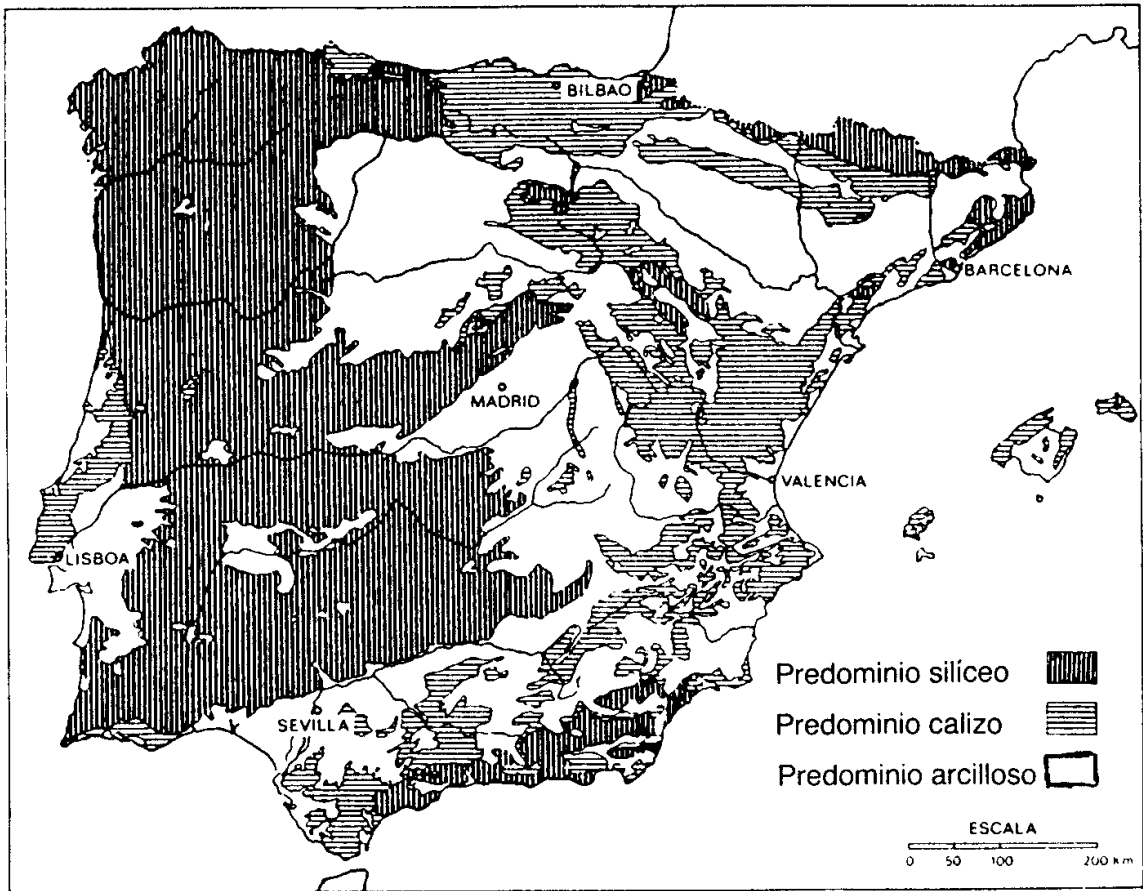 BILBAO
BARCELONA
MADRID
VALENCIA
LISBOA
SEVILLA
Predominio silíceo
Predominio calizo
Predominio arcilloso
ESCALA
0 50 100 200 km